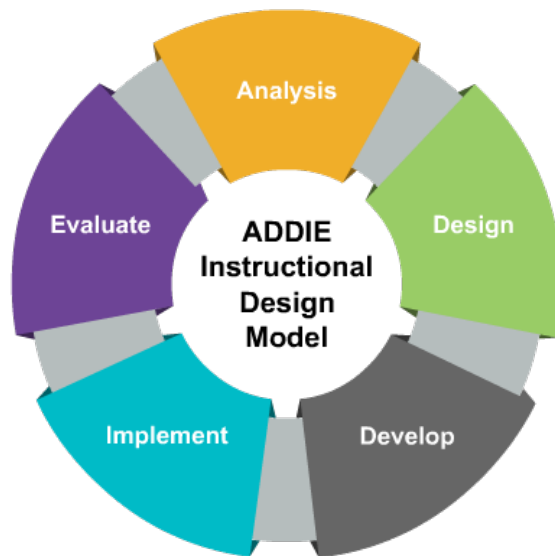 Analysis
Design
Develop
Implement
Evaluate
ADDIE
Instructional
Design
Model